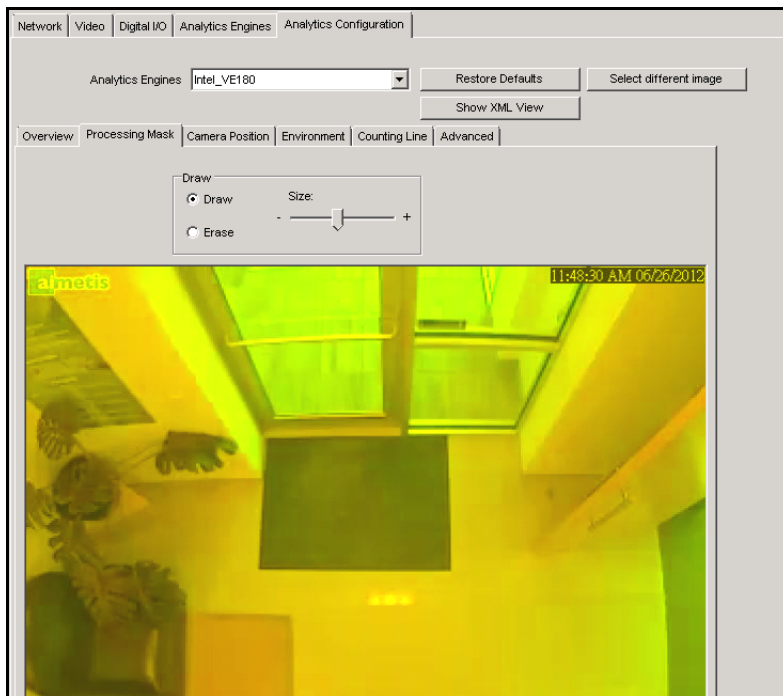 Network Video Digital I/O Analytics Engines Analytics Configuration
Analytics Engines Intel_VE180 Restore Defaults Select different image
Show XML View
Overview Processing Mask Camera Position Environment Counting Line Advanced
Draw
Draw Size:
- +
Erase
aimetis 11:48:30 AM 06/26/2012